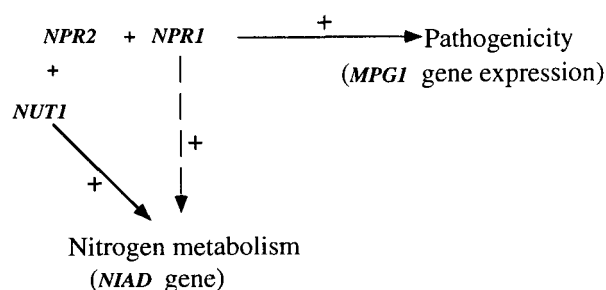 NPR2 + NPR1 + Pathogenicity
+ (MPG1 gene expression)
NUT1
+
+
Nitrogen metabolism
(NIAD gene)